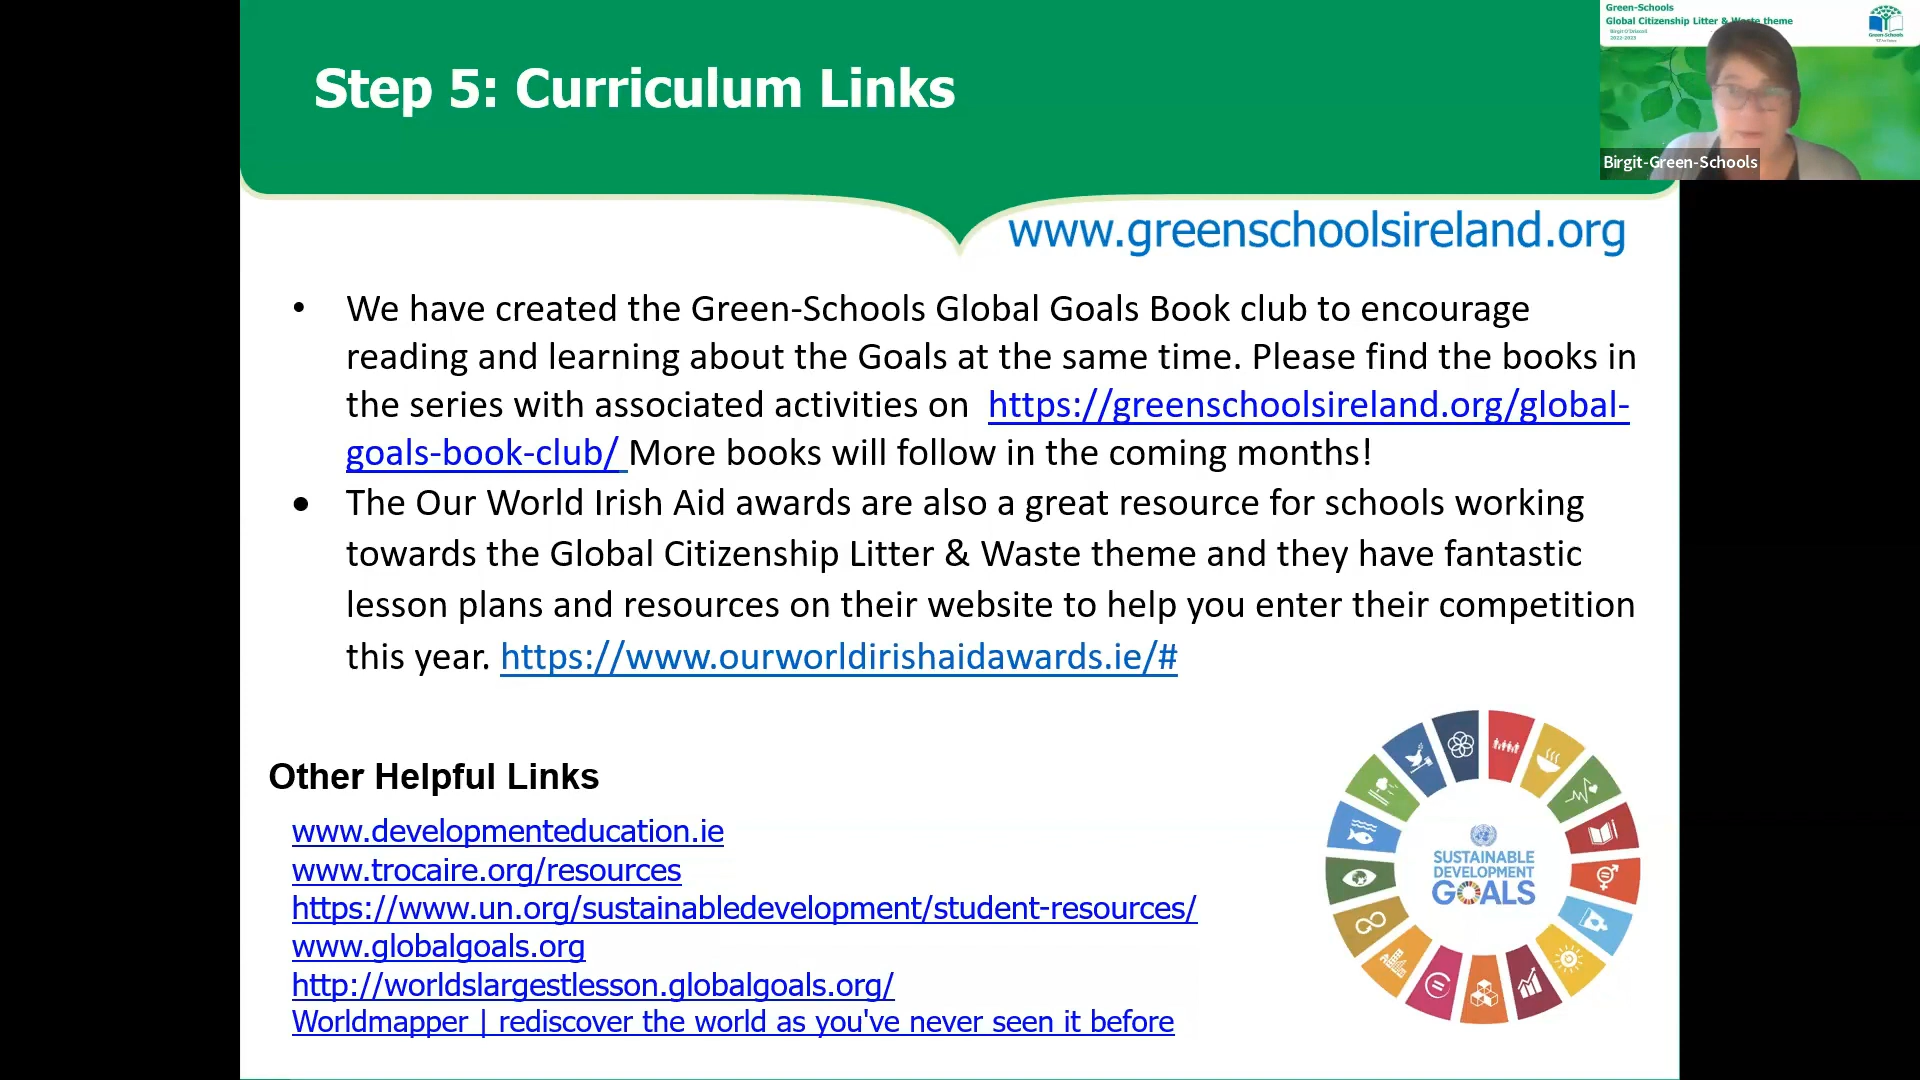 Step 5: Curriculum Links
Green-Schools
Global Citizenship Litter & Waste theme
Birgit O'Driscoll
2022-2023
Green-Schools
Birgit-Green-Schools
www.greenschoolsireland.org
• We have created the Green-Schools Global Goals Book club to encourage
reading and learning about the Goals at the same time. Please find the books in
the series with associated activities on https://greenschoolsireland.org/global-
goals-book-club/ More books will follow in the coming months!
● The Our World Irish Aid awards are also a great resource for schools working
towards the Global Citizenship Litter & Waste theme and they have fantastic
lesson plans and resources on their website to help you enter their competition
this year. https://www.ourworldirishaidawards.ie/#
Other Helpful Links
www.developmenteducation.ie
www.trocaire.org/resources
https://www.un.org/sustainabledevelopment/student-resources/
www.globalgoals.org
http://worldslargestlesson.globalgoals.org/
Worldmapper | rediscover the world as you've never seen it before
SUSTAINABLE
DEVELOPMENT
GOALS